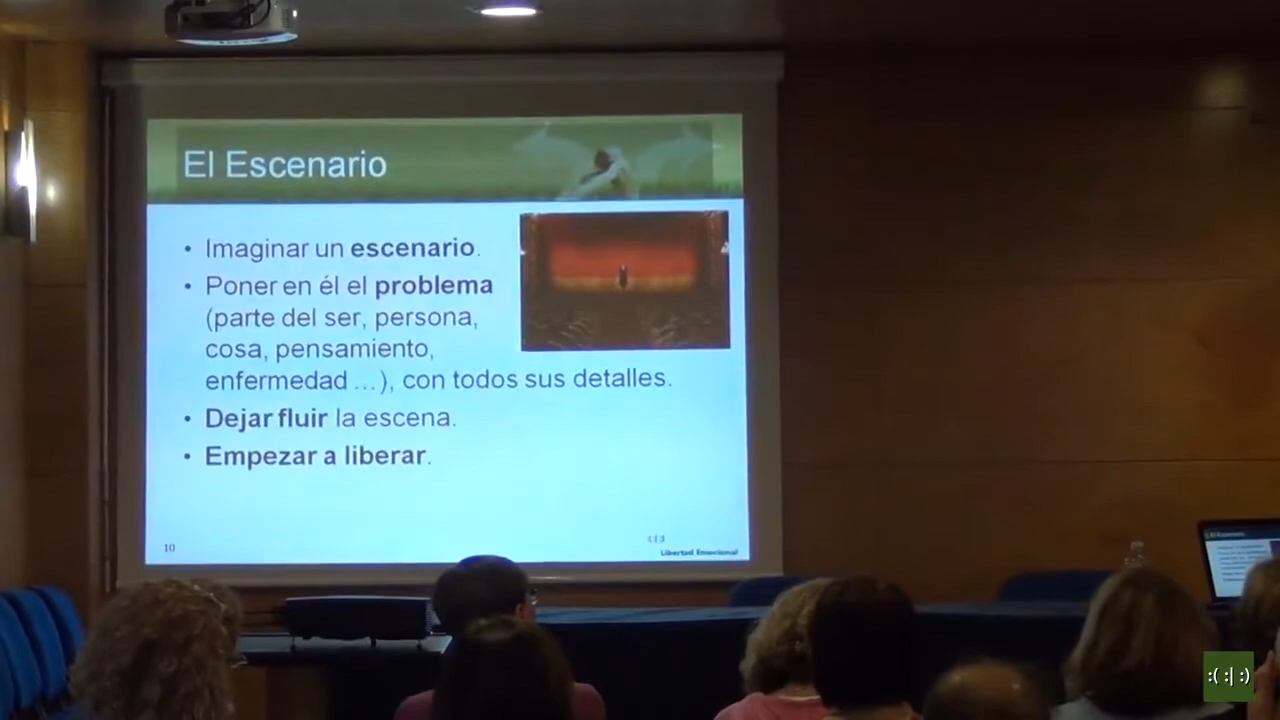 El Escenario
• Imaginar un escenario.
• Poner en él el problema
(parte del ser, persona,
cosa, pensamiento,
enfermedad ...), con todos sus detalles.
• Dejar fluir la escena.
• Empezar a liberar.
10
Libertad Emocional
:( :| :)